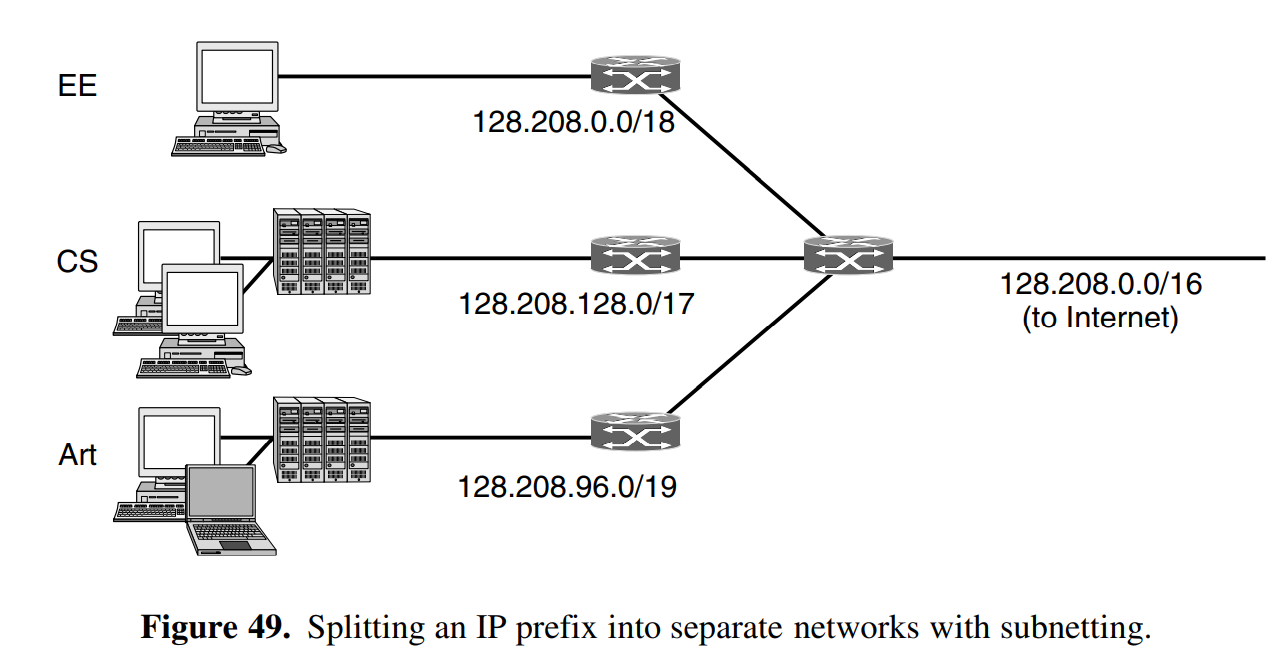 EE
128.208.0.0/18
CS
128.208.128.0/17
128.208.0.0/16
(to Internet)
Art
128.208.96.0/19
Figure 49. Splitting an IP prefix into separate networks with subnetting.